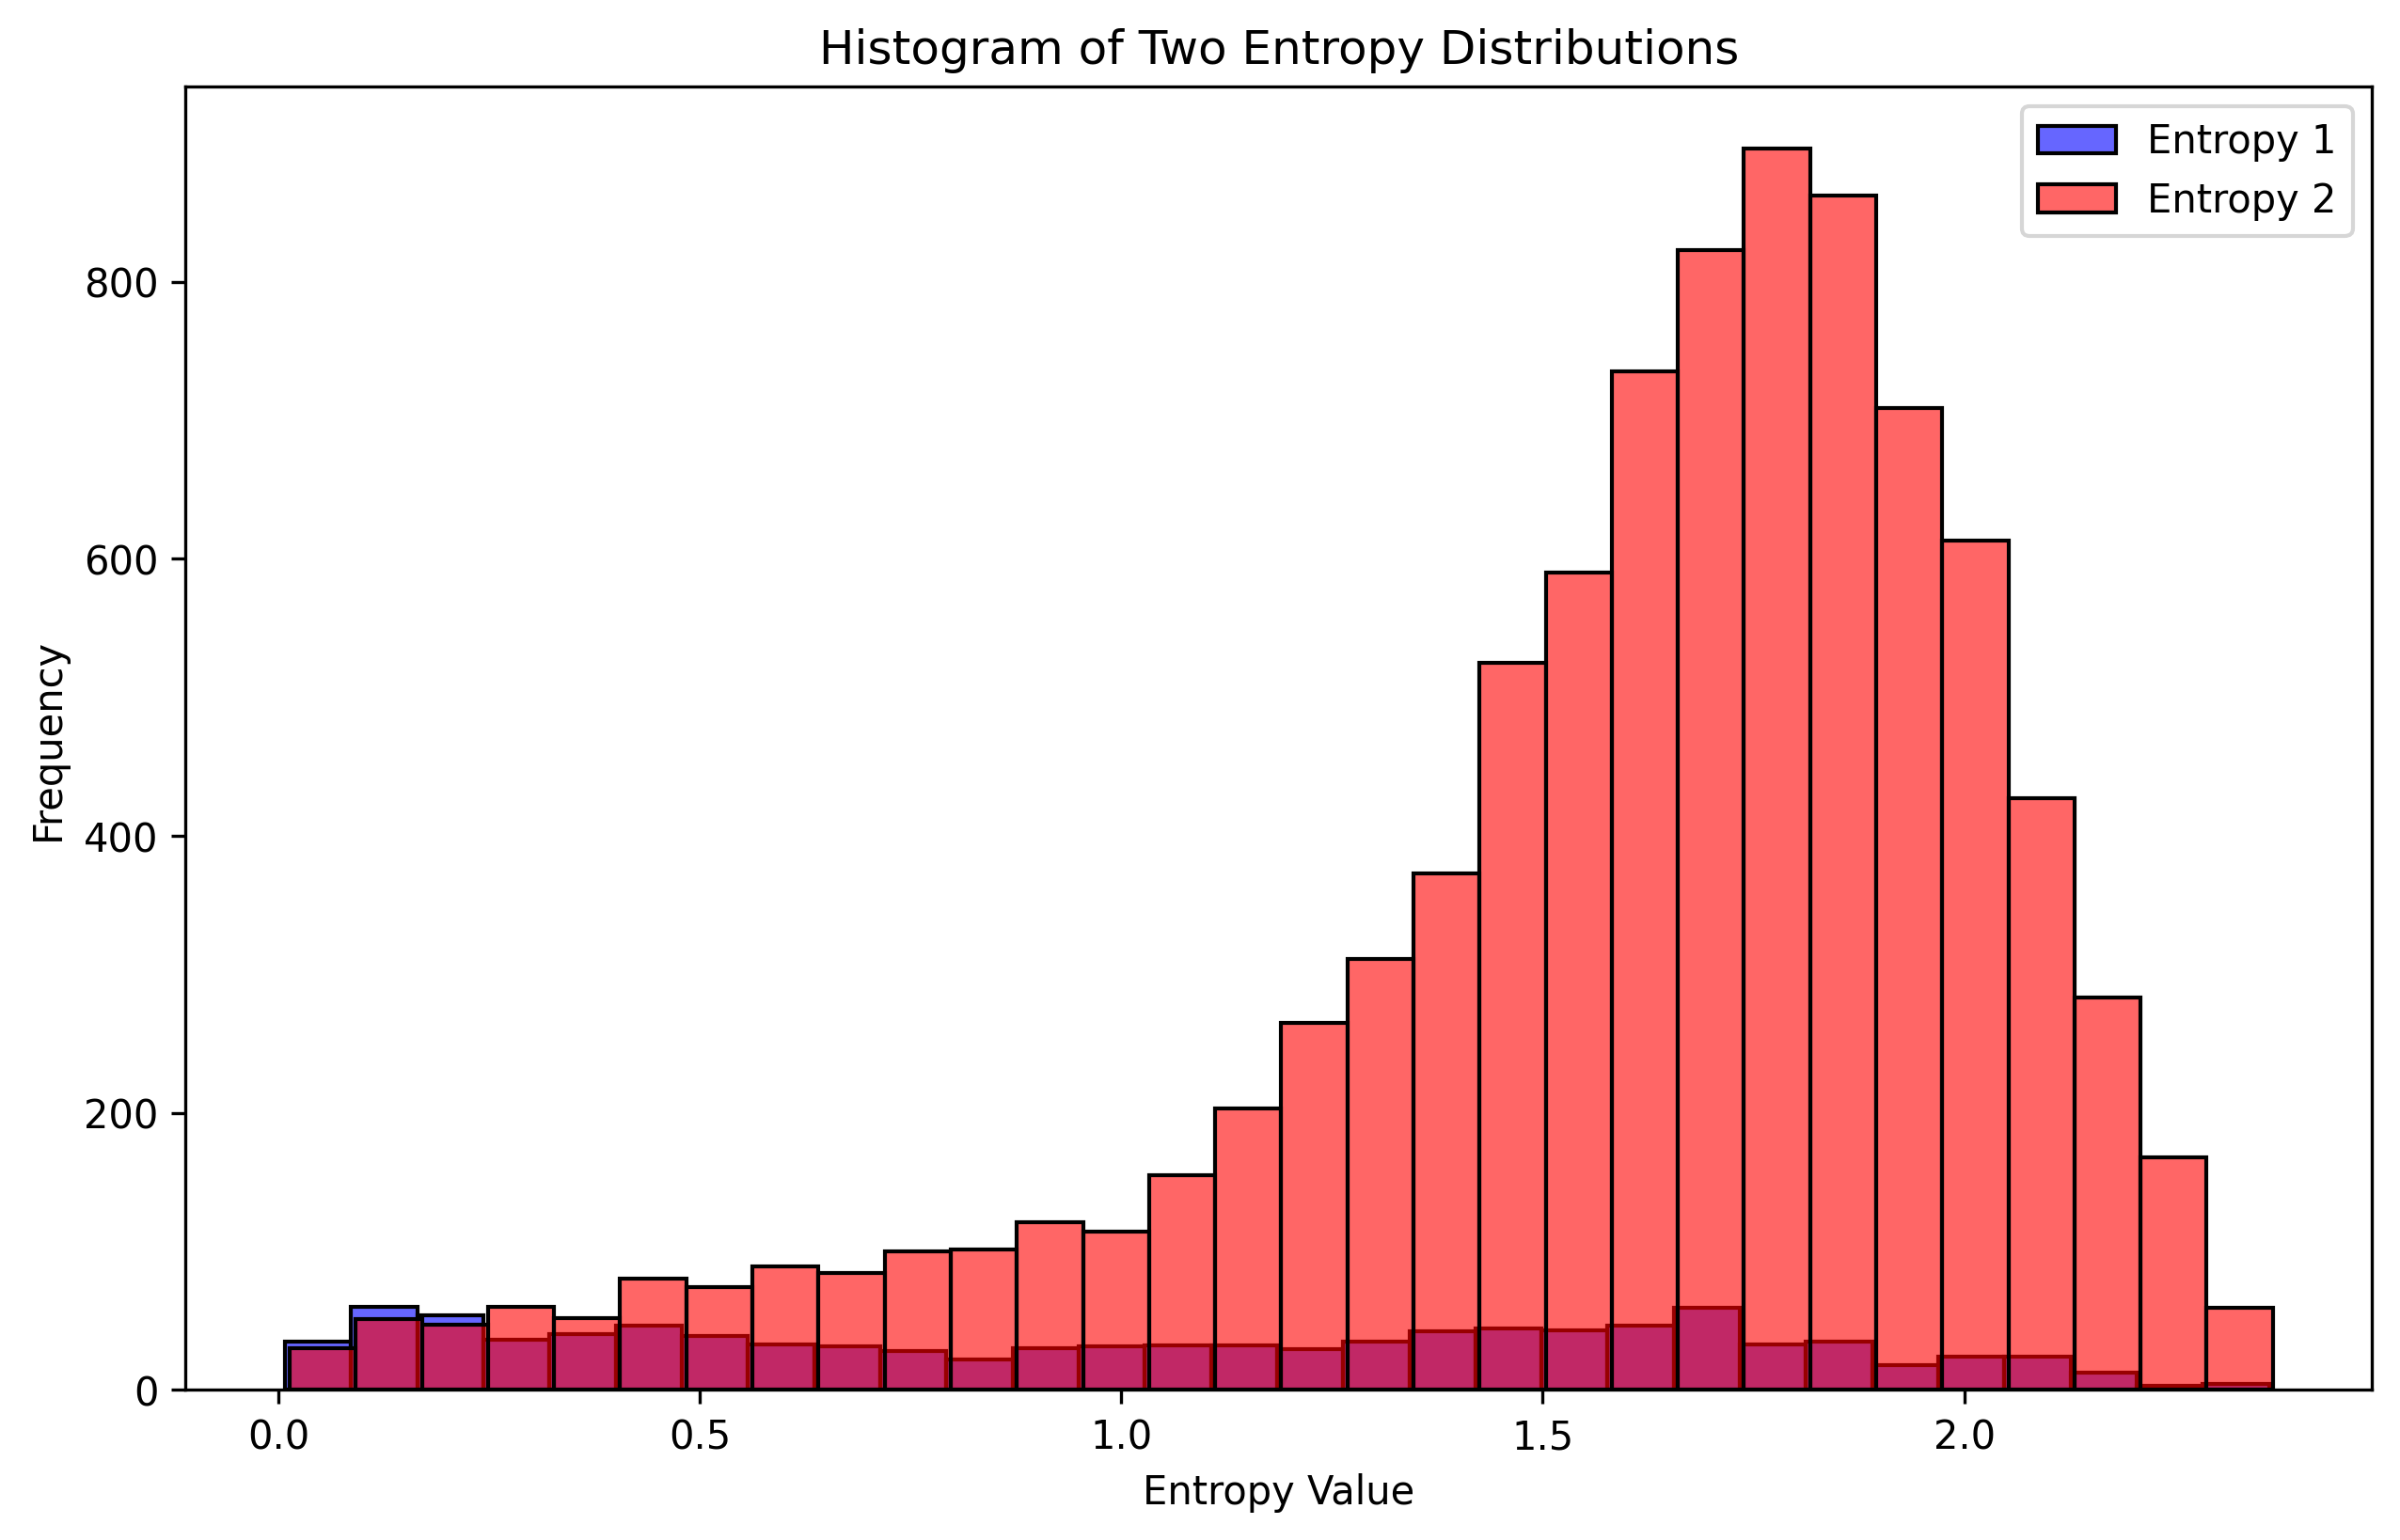 Histogram of Two Entropy Distributions
Entropy 1
Entropy 2
800
600
400
200
0
Frequency
0.0 0.5 1.0 1.5 2.0
Entropy Value